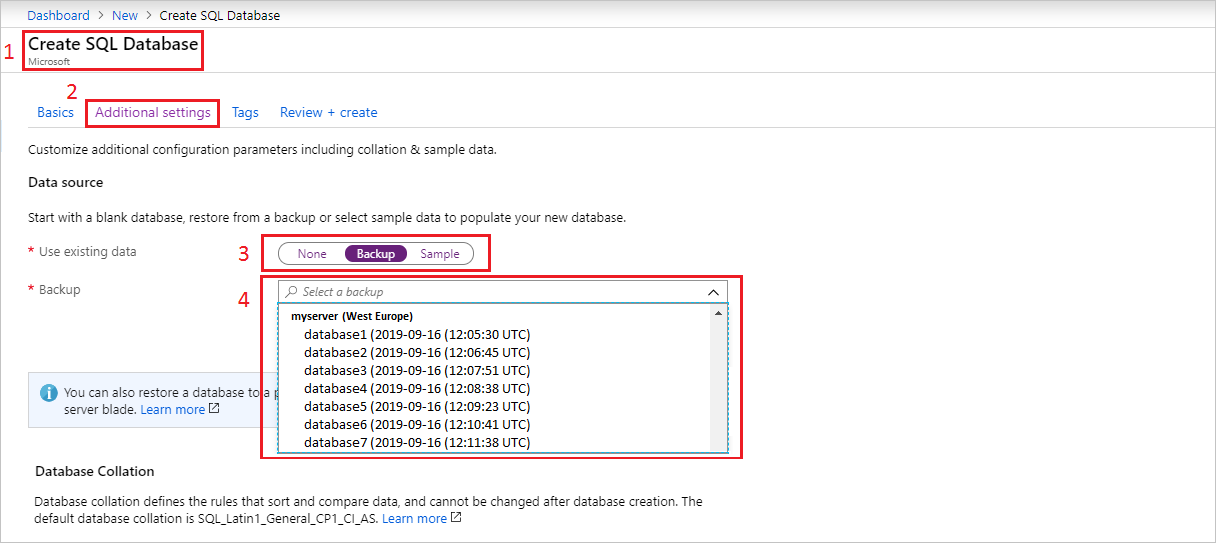 Dashboard > New > Create SQL Database
1 Create SQL Database
Microsoft
2
Basics Additional settings Tags Review + create
Customize additional configuration parameters including collation & sample data.
Data source
Start with a blank database, restore from a backup or select sample data to populate your new database.
* Use existing data 3 None Backup Sample
* Backup 4 Select a backup
myserver (West Europe)
database1 (2019-09-16 (12:05:30 UTC)
database2 (2019-09-16 (12:06:45 UTC)
database3 (2019-09-16 (12:07:51 UTC)
database4 (2019-09-16 (12:08:38 UTC)
database5 (2019-09-16 (12:09:23 UTC)
database6 (2019-09-16 (12:10:41 UTC)
database7 (2019-09-16 (12:11:38 UTC)
You can also restore a database to a
server blade. Learn more
Database Collation
Database collation defines the rules that sort and compare data, and cannot be changed after database creation. The
default database collation is SQL_Latin1_General_CP1_CI_AS. Learn more